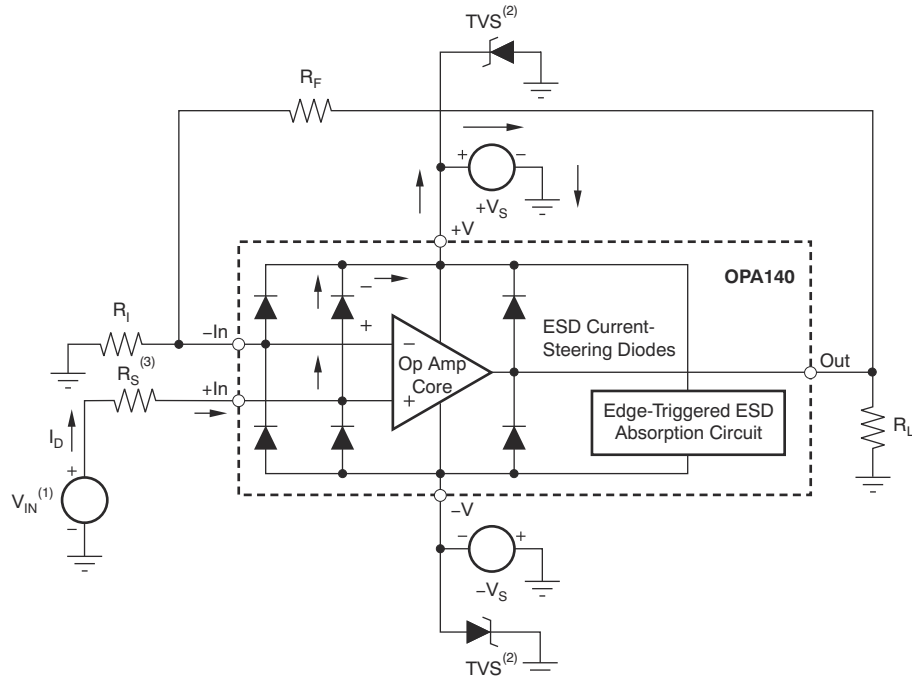 TVS(2)
RF
+ −
+VS
+V
OPA140
−
+
RI
−In
−
Op Amp
Core
+
ESD Current-
Steering Diodes
Out
RS(3)
+In
Edge-Triggered ESD
Absorption Circuit
RL
ID
+
VIN(1)
−
−V
− +
−VS
TVS(2)